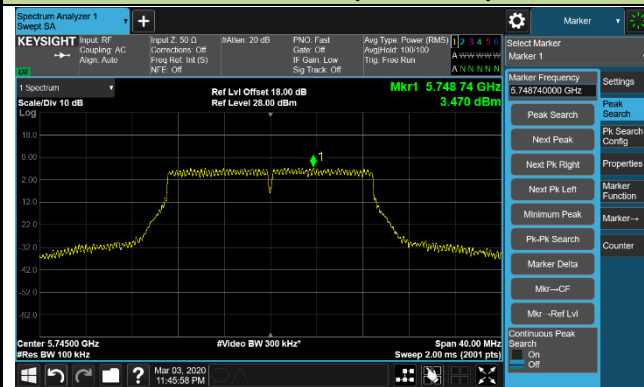 Spectrum Analyzer 1
Swept SA
Marker
KEYSIGHT
Input: RF
Coupling: AC
Align: Auto
Input Z: 50 Ω
Corrections: Off
Freq Ref: Int (S)
NFE: Off
#Atten: 20 dB
PNO: Fast
Gate: Off
IF Gain: Low
Sig Track: Off
Avg Type: Power (RMS)
Avg|Hold: 100/100
Trig: Free Run
1 2 3 4 5 6
A W W W W W
A N N N N N
LXI
Select Marker
Marker 1
1 Spectrum
Scale/Div 10 dB
Log
Ref Lvl Offset 18.00 dB
Ref Level 28.00 dBm
Mkr1 5.748 74 GHz
3.470 dBm
18.0
8.00
-2.00
-12.0
-22.0
-32.0
-42.0
-52.0
-62.0
1
Center 5.74500 GHz
#Res BW 100 kHz
#Video BW 300 kHz*
Span 40.00 MHz
Sweep 2.00 ms (2001 pts)
Marker Frequency
5.748740000 GHz
Peak Search
Next Peak
Next Pk Right
Next Pk Left
Minimum Peak
Pk-Pk Search
Marker Delta
Mkr→CF
Mkr→Ref Lvl
Continuous Peak
Search
On
Off
Settings
Peak
Search
Pk Search
Config
Properties
Marker
Function
Marker→
Counter
Mar 03, 2020
11:45:58 PM